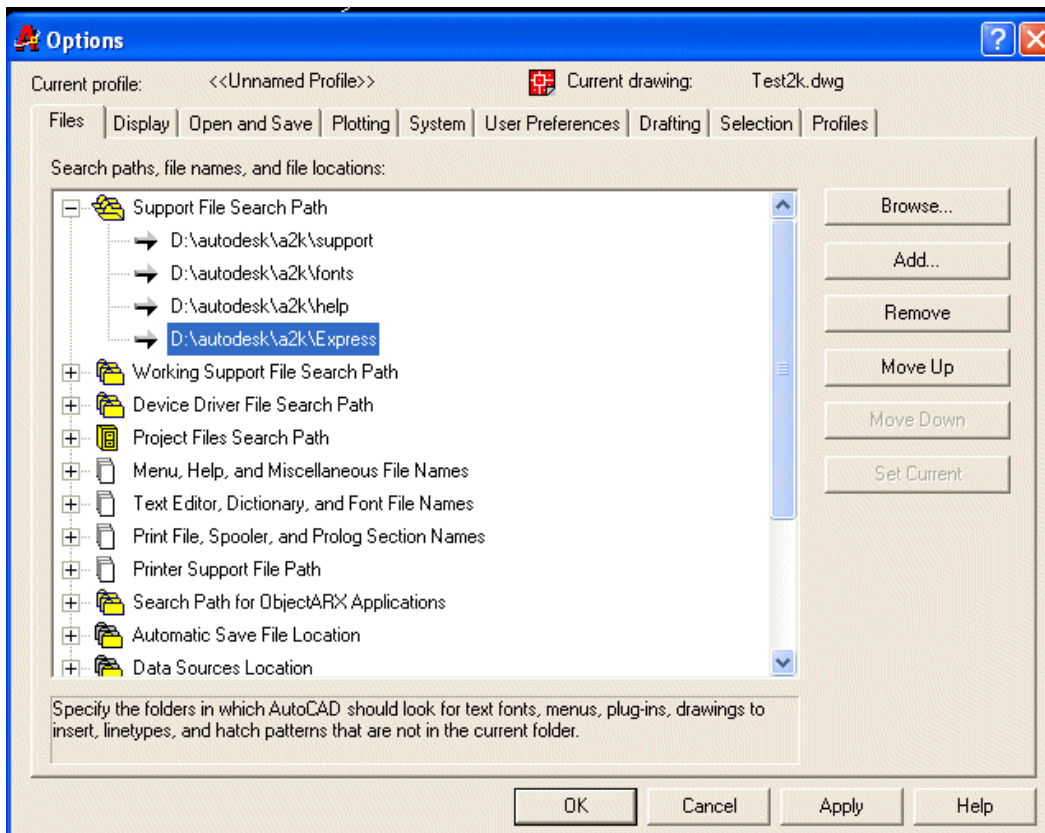 Options
Current profile: <<Unnamed Profile>> Current drawing: Test2k.dwg
Files Display Open and Save Plotting System User Preferences Drafting Selection Profiles
Search paths, file names, and file locations:
Support File Search Path
D:\autodesk\a2k\support
D:\autodesk\a2k\fonts
D:\autodesk\a2k\help
D:\autodesk\a2k\Express
Working Support File Search Path
Device Driver File Search Path
Project Files Search Path
Menu, Help, and Miscellaneous File Names
Text Editor, Dictionary, and Font File Names
Print File, Spooler, and Prolog Section Names
Printer Support File Path
Search Path for ObjectARX Applications
Automatic Save File Location
Data Sources Location
Browse...
Add...
Remove
Move Up
Move Down
Set Current
Specify the folders in which AutoCAD should look for text fonts, menus, plug-ins, drawings to
insert, linetypes, and hatch patterns that are not in the current folder.
OK Cancel Apply Help